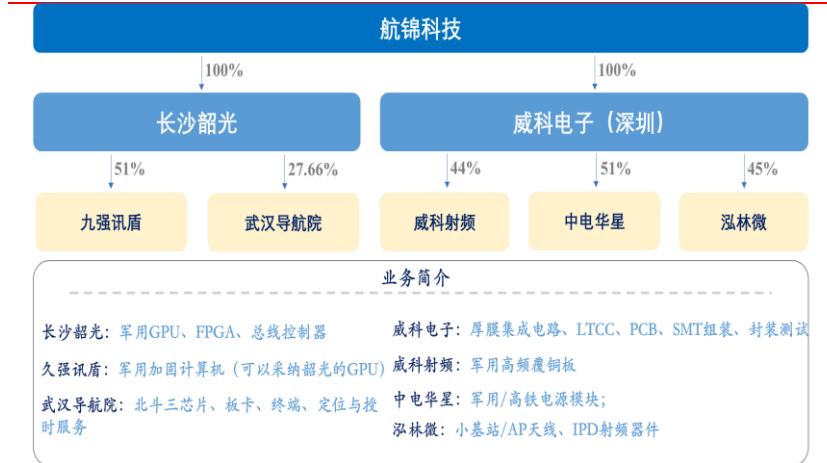 航锦科技
100%
100%
长沙韶光
威科电子（深圳）
51%
27.66%
44%
51%
45%
九强讯盾
武汉导航院
威科射频
中电华星
泓林微
业务简介
长沙韶光：军用GPU、FPGA、总线控制器
久强讯盾：军用加固计算机（可以采纳韶光的GPU）
武汉导航院：北斗三芯片、板卡、终端、定位与授
时服务
威科电子：厚膜集成电路、LTCC、PCB、SMT组装、封装测试
威科射频：军用高频覆铜板
中电华星：军用/高铁电源模块；
泓林微：小基站/AP天线、IPD射频器件